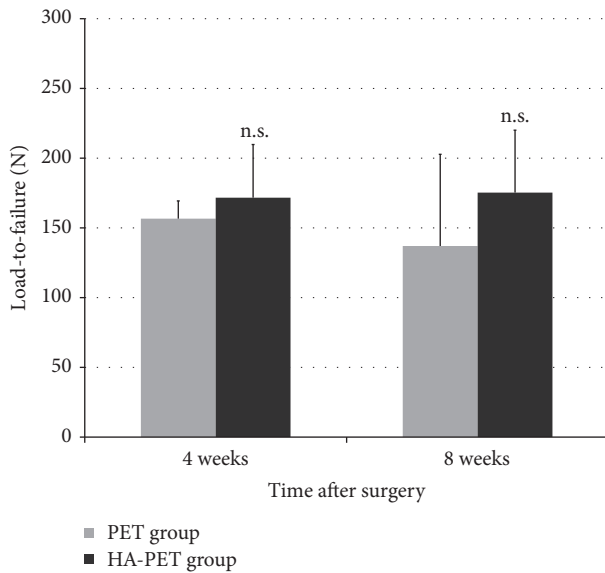 300
250
200
150
100
50
0
Load-to-failure (N)
n.s.
n.s.
4 weeks
8 weeks
Time after surgery
PET group
HA-PET group